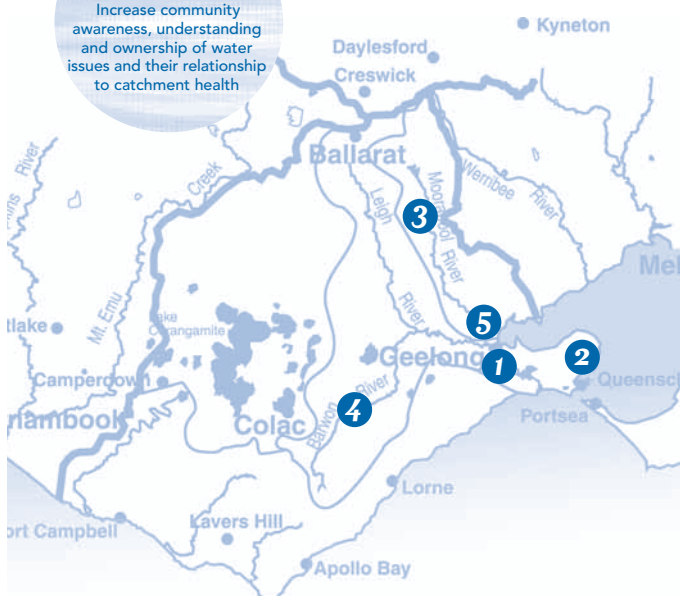 Increase community
awareness, understanding
and ownership of water
issues and their relationship
to catchment health
Kyneton
Daylesford
Creswick
Ballarat
River
Creek
Leigh
River
Moorabool River
Werribee
River
3
Mel
Mt. Emu
Lake
Corangamite
tlake
5
Geelong
1
2
Queenscl
Camperdown
Portsea
rnambook
Colac
Barwon River
4
Lorne
ort Campbell
Lavers Hill
Apollo Bay